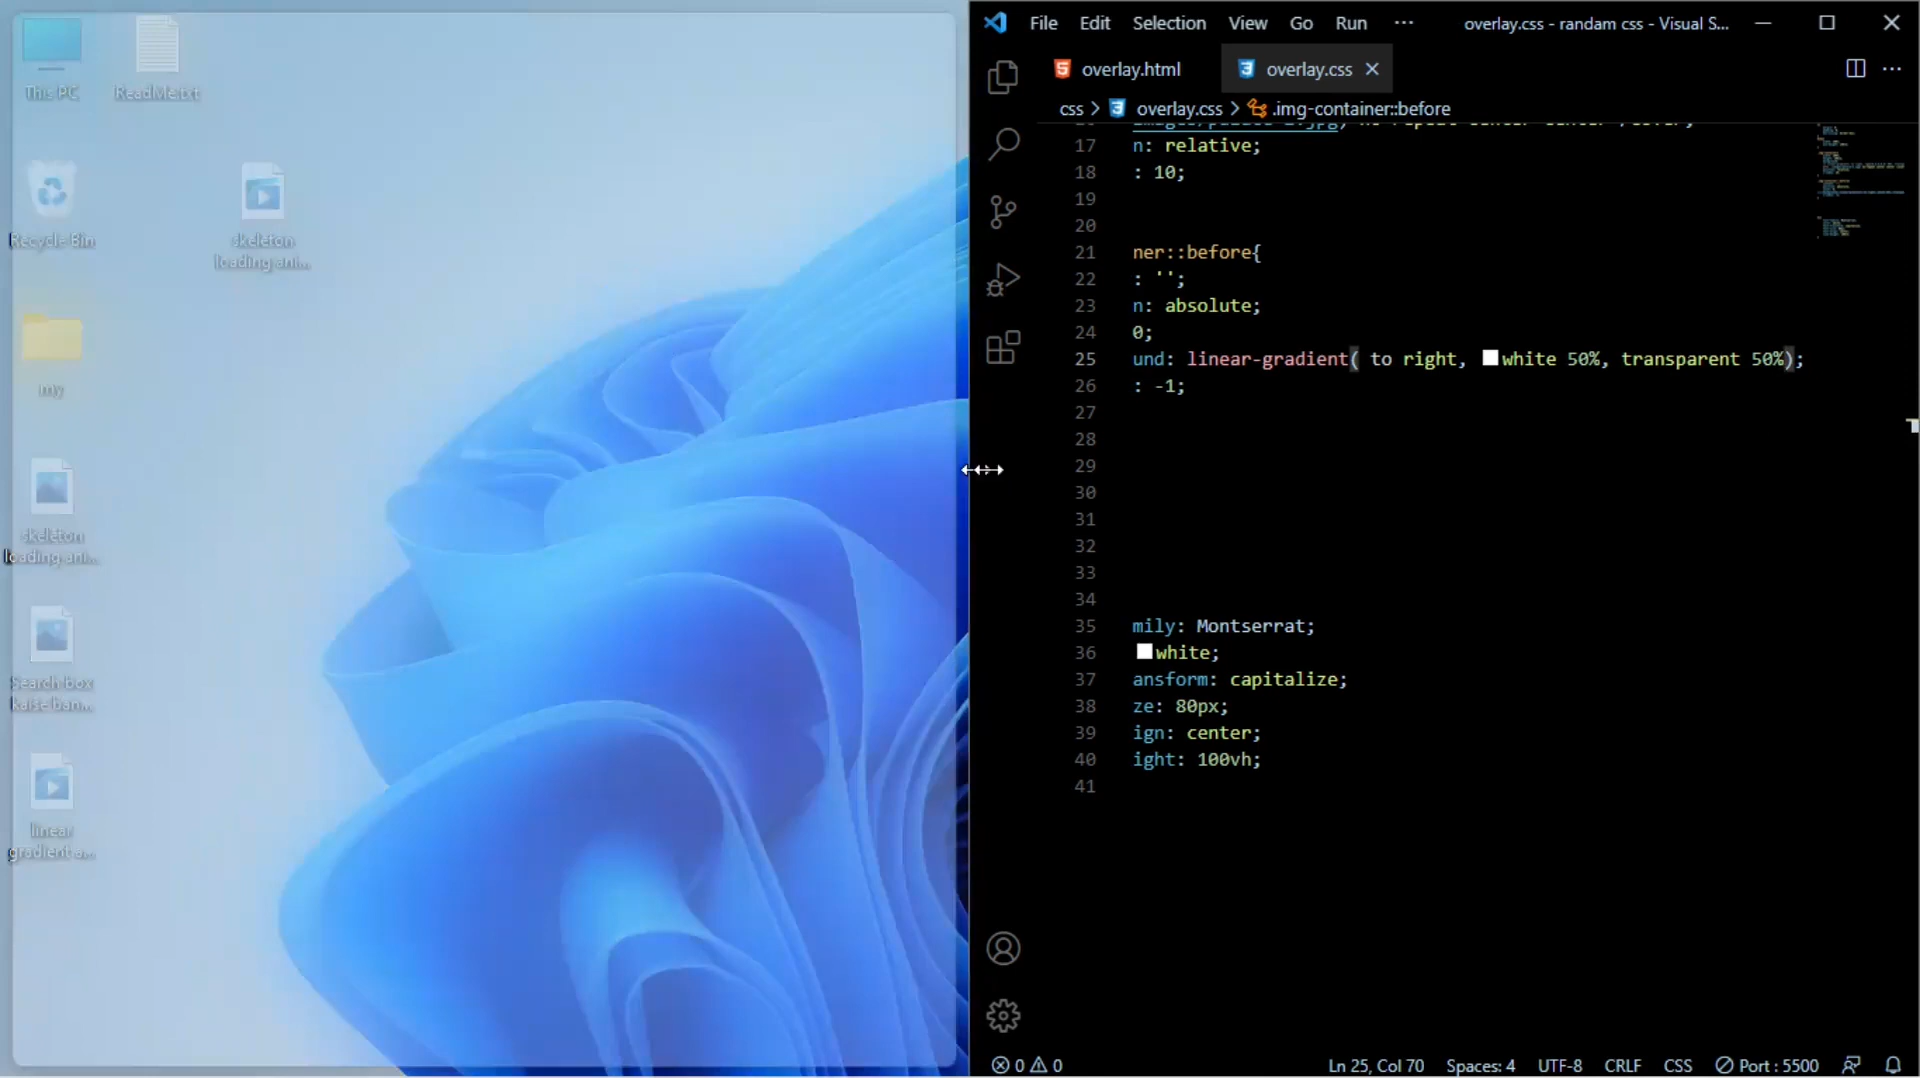 This PC
ReadMe.txt
Recycle Bin
skeleton
loading ani...
my
skeleton
loading ani...
Search box
kaise ban...
linear
gradient a...
File Edit Selection View Go Run ··· overlay.css - randam css - Visual S...
overlay.html overlay.css
css > overlay.css > .img-container::before
17 n: relative;
18 : 10;
19
20
21 ner::before{
22 : '';
23 n: absolute;
24 0;
25 und: linear-gradient( to right, white 50%, transparent 50%);
26 : -1;
27
28
29
30
31
32
33
34
35 mily: Montserrat;
36 white;
37 ansform: capitalize;
38 ze: 80px;
39 ign: center;
40 ight: 100vh;
41
0 0 Ln 25, Col 70 Spaces: 4 UTF-8 CRLF CSS Port : 5500